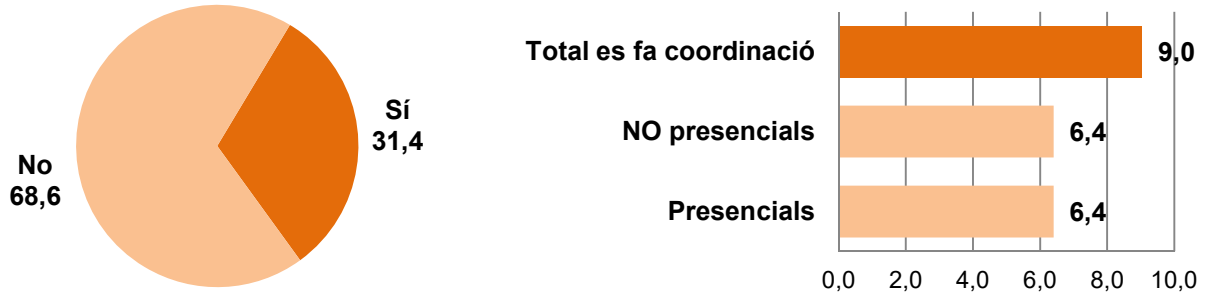 Sí
31,4
No
68,6
Total es fa coordinació
9,0
NO presencials
6,4
Presencials
6,4
0,0 2,0 4,0 6,0 8,0 10,0